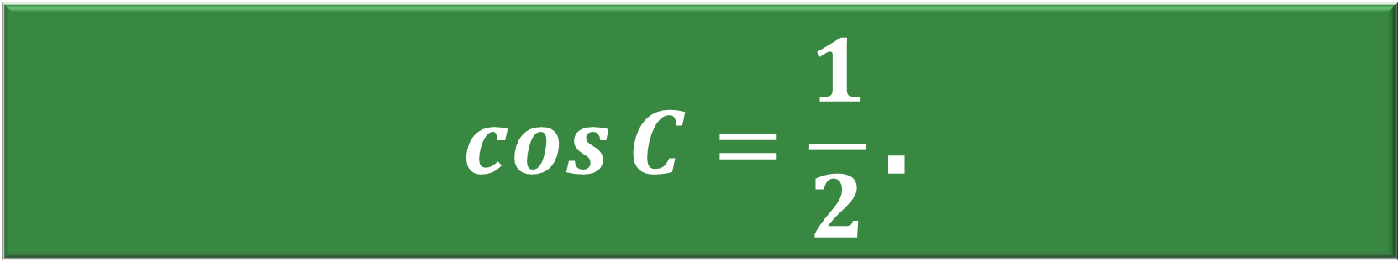 cos C = 1/2.